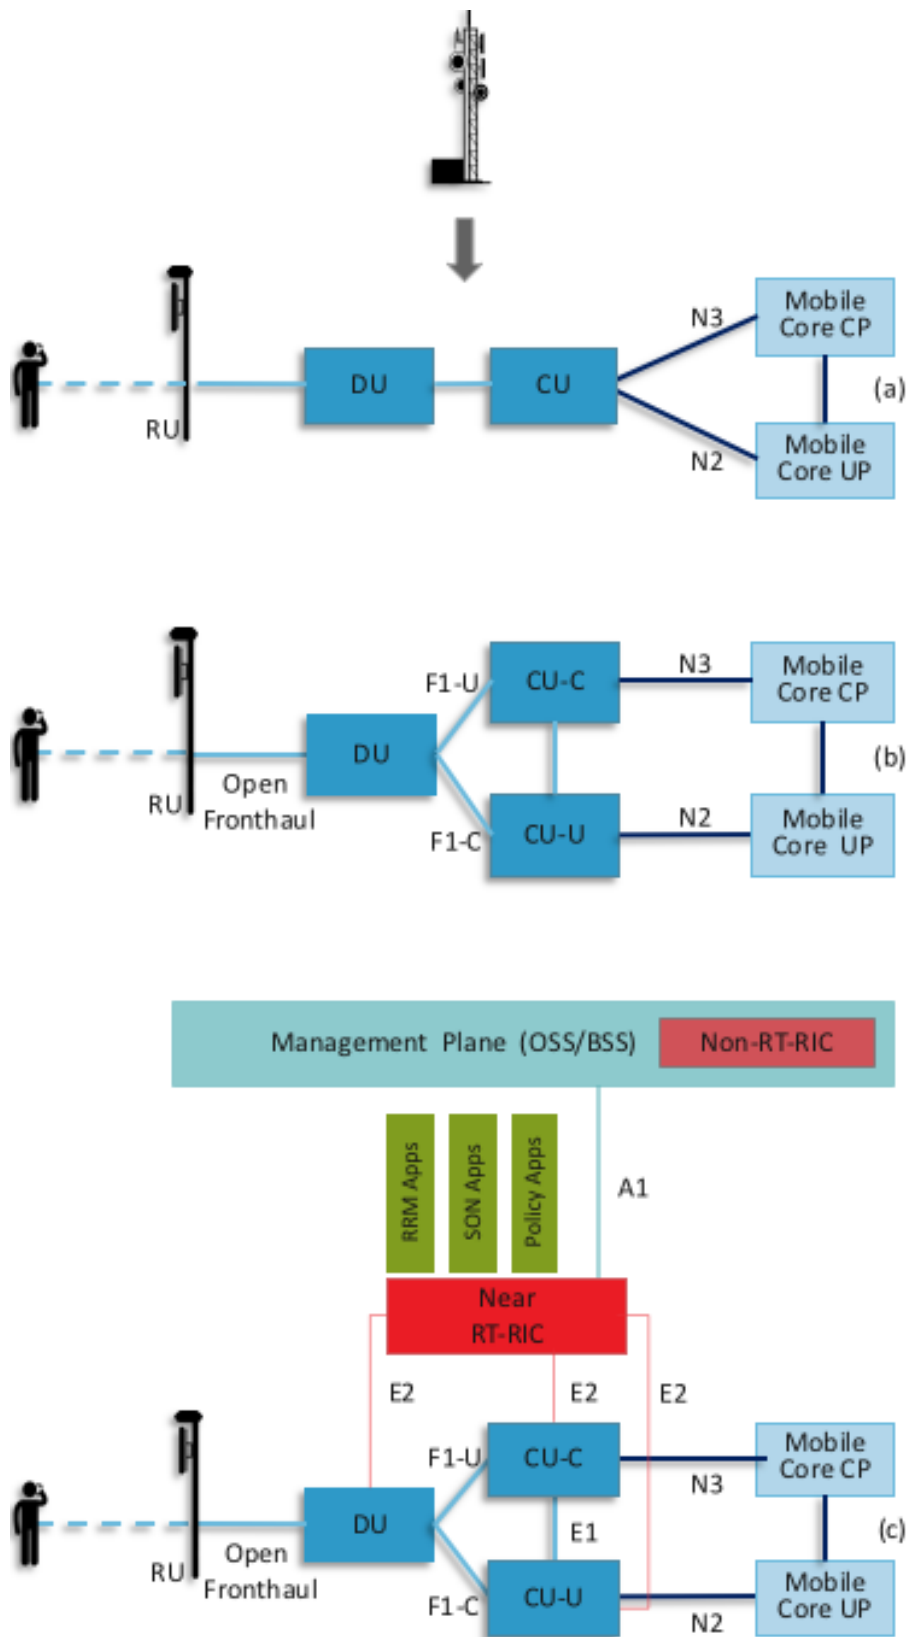 N3
Mobile
Core CP
DU
CU
(a)
RU
N2
Mobile
Core UP
F1-U
CU-C
N3
Mobile
Core CP
DU
(b)
Open
Fronthaul
RU
F1-C
CU-U
N2
Mobile
Core UP
Management Plane (OSS/BSS)
Non-RT-RIC
RRM Apps
SON Apps
Policy Apps
A1
Near
RT-RIC
E2
E2
E2
F1-U
CU-C
N3
Mobile
Core CP
DU
E1
(c)
Open
Fronthaul
RU
F1-C
CU-U
N2
Mobile
Core UP